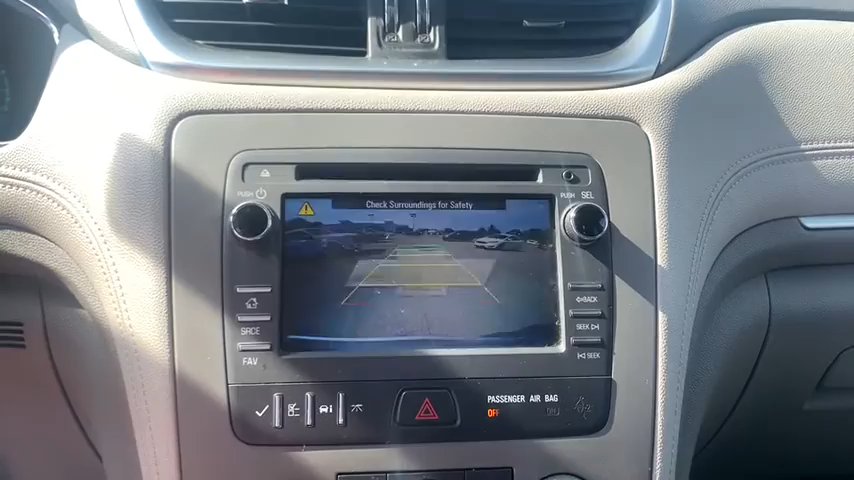 PUSH
SEL
PUSH
Check Surroundings for Safety
BACK
SRCE
SEEK
FAV
SEEK
PASSENGER AIR BAG
OFF